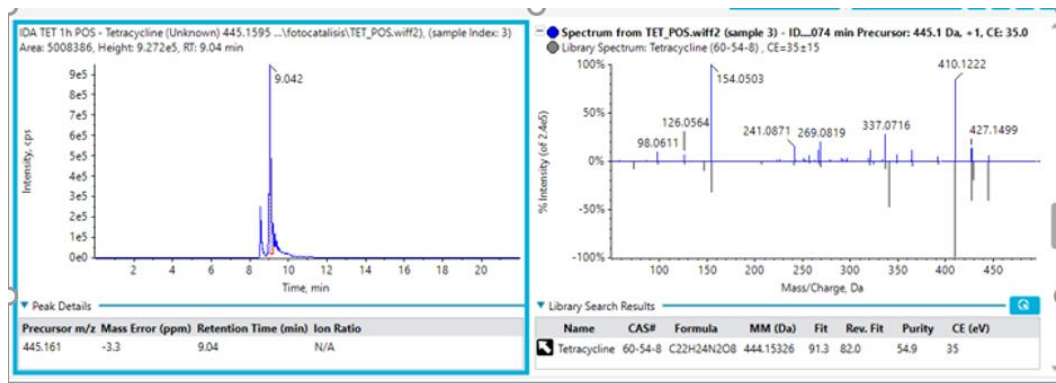 IDA TET 1h POS - Tetracycline (Unknown) 445.1595 ...\fotocatalisis\TET_POS.wiff2), (sample Index: 3)
Area: 5008386, Height: 9.272e5, RT: 9.04 min
9e5
8e5
7e5
6e5
5e5
4e5
3e5
2e5
1e5
0e0
Intensity, cps
9.042
2 4 6 8 10 12 14 16 18 20
Time, min
Peak Details
Precursor m/z Mass Error (ppm) Retention Time (min) Ion Ratio
445.161 -3.3 9.04 N/A
Spectrum from TET_POS.wiff2 (sample 3) - ID....074 min Precursor: 445.1 Da, +1, CE: 35.0
Library Spectrum: Tetracycline (60-54-8) , CE=35±15
100%
50%
0%
-50%
-100%
% Intensity (of 2.4e5)
98.0611
126.0564
154.0503
241.0871
269.0819
337.0716
410.1222
427.1499
100 150 200 250 300 350 400 450
Mass/Charge, Da
Library Search Results
Name CAS# Formula MM (Da) Fit Rev. Fit Purity CE (eV)
Tetracycline 60-54-8 C22H24N2O8 444.15326 91.3 82.0 54.9 35